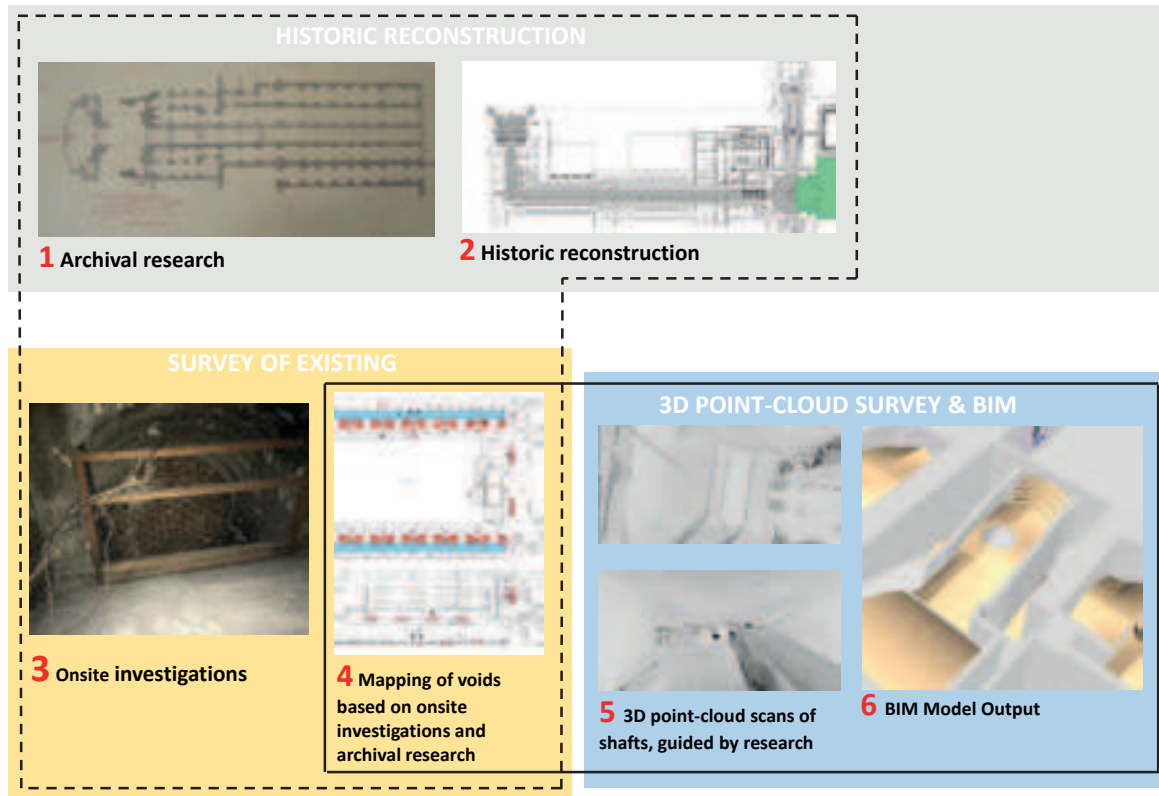 HISTORIC RECONSTRUCTION
1 Archival research
2 Historic reconstruction
SURVEY OF EXISTING
3 Onsite investigations
4 Mapping of voids
based on onsite
investigations and
archival research
3D POINT-CLOUD SURVEY & BIM
5 3D point-cloud scans of
shafts, guided by research
6 BIM Model Output